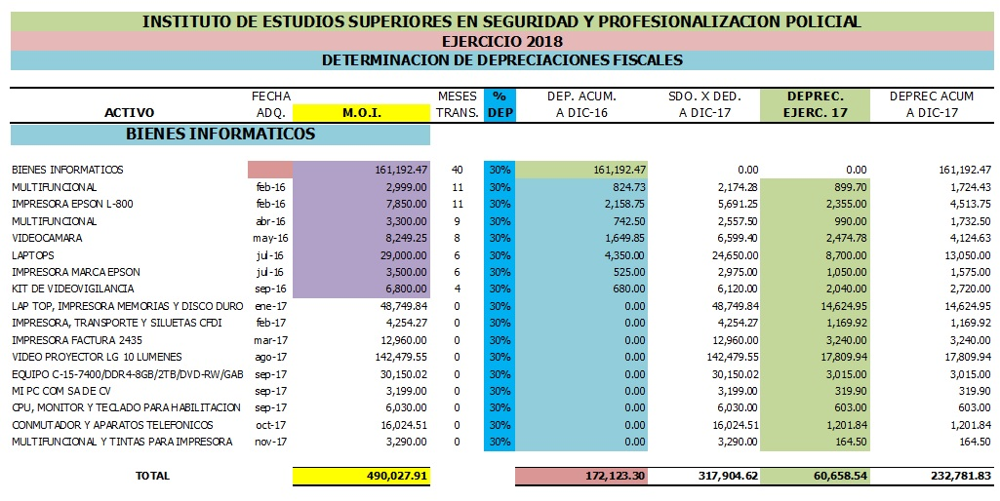 INSTITUTO DE ESTUDIOS SUPERIORES EN SEGURIDAD Y PROFESIONALIZACION POLICIAL
EJERCICIO 2018
DETERMINACION DE DEPRECIACIONES FISCALES
FECHA MESES % DEP. ACUM. SDO. X DED. DEPREC. DEPREC ACUM
ACTIVO ADQ. M.O.I. TRANS. DEP A DIC-16 A DIC-17 EJERC. 17 A DIC-17
BIENES INFORMATICOS
BIENES INFORMATICOS 161,192.47 40 30% 161,192.47 0.00 0.00 161,192.47
MULTIFUNCIONAL feb-16 2,999.00 11 30% 824.73 2,174.28 899.70 1,724.43
IMPRESORA EPSON L-800 feb-16 7,850.00 11 30% 2,158.75 5,691.25 2,355.00 4,513.75
MULTIFUNCIONAL abr-16 3,300.00 9 30% 742.50 2,557.50 990.00 1,732.50
VIDEOCAMARA may-16 8,249.25 8 30% 1,649.85 6,599.40 2,474.78 4,124.63
LAPTOPS jul-16 29,000.00 6 30% 4,350.00 24,650.00 8,700.00 13,050.00
IMPRESORA MARCA EPSON jul-16 3,500.00 6 30% 525.00 2,975.00 1,050.00 1,575.00
KIT DE VIDEOVIGILANCIA sep-16 6,800.00 4 30% 680.00 6,120.00 2,040.00 2,720.00
LAP TOP, IMPRESORA MEMORIAS Y DISCO DURO ene-17 48,749.84 0 30% 0.00 48,749.84 14,624.95 14,624.95
IMPRESORA, TRANSPORTE Y SILUETAS CFDI feb-17 4,254.27 0 30% 0.00 4,254.27 1,169.92 1,169.92
IMPRESORA FACTURA 2435 mar-17 12,960.00 0 30% 0.00 12,960.00 3,240.00 3,240.00
VIDEO PROYECTOR LG 10 LUMENES ago-17 142,479.55 0 30% 0.00 142,479.55 17,809.94 17,809.94
EQUIPO C-15-7400/DDR4-8GB/2TB/DVD-RW/GAB sep-17 30,150.02 0 30% 0.00 30,150.02 3,015.00 3,015.00
MI PC COM SA DE CV sep-17 3,199.00 0 30% 0.00 3,199.00 319.90 319.90
CPU, MONITOR Y TECLADO PARA HABILITACION sep-17 6,030.00 0 30% 0.00 6,030.00 603.00 603.00
CONMUTADOR Y APARATOS TELEFONICOS oct-17 16,024.51 0 30% 0.00 16,024.51 1,201.84 1,201.84
MULTIFUNCIONAL Y TINTAS PARA IMPRESORA nov-17 3,290.00 0 30% 0.00 3,290.00 164.50 164.50
TOTAL 490,027.91 172,123.30 317,904.62 60,658.54 232,781.83